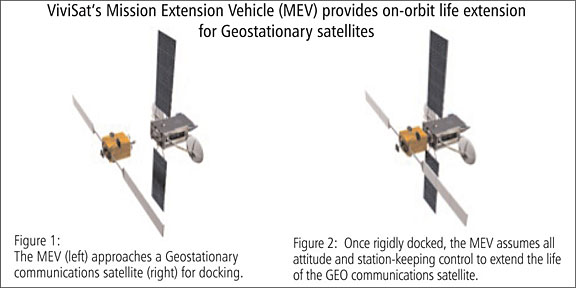 ViviSat's Mission Extension Vehicle (MEV) provides on-orbit life extension
for Geostationary satellites
Figure 1:
The MEV (left) approaches a Geostationary
communications satellite (right) for docking.
Figure 2:  Once rigidly docked, the MEV assumes all
attitude and station-keeping control to extend the life
of the GEO communications satellite.